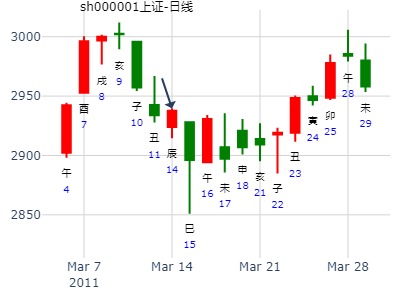 sh000001上证-日线
3000
2950
2900
2850
午
4
酉
7
戌
8
亥
9
子
10
丑
11
辰
14
巳
15
午
16
未
17
申
18
亥
21
子
22
丑
23
寅
24
卯
25
午
28
未
29
Mar 7
2011
Mar 14
Mar 21
Mar 28